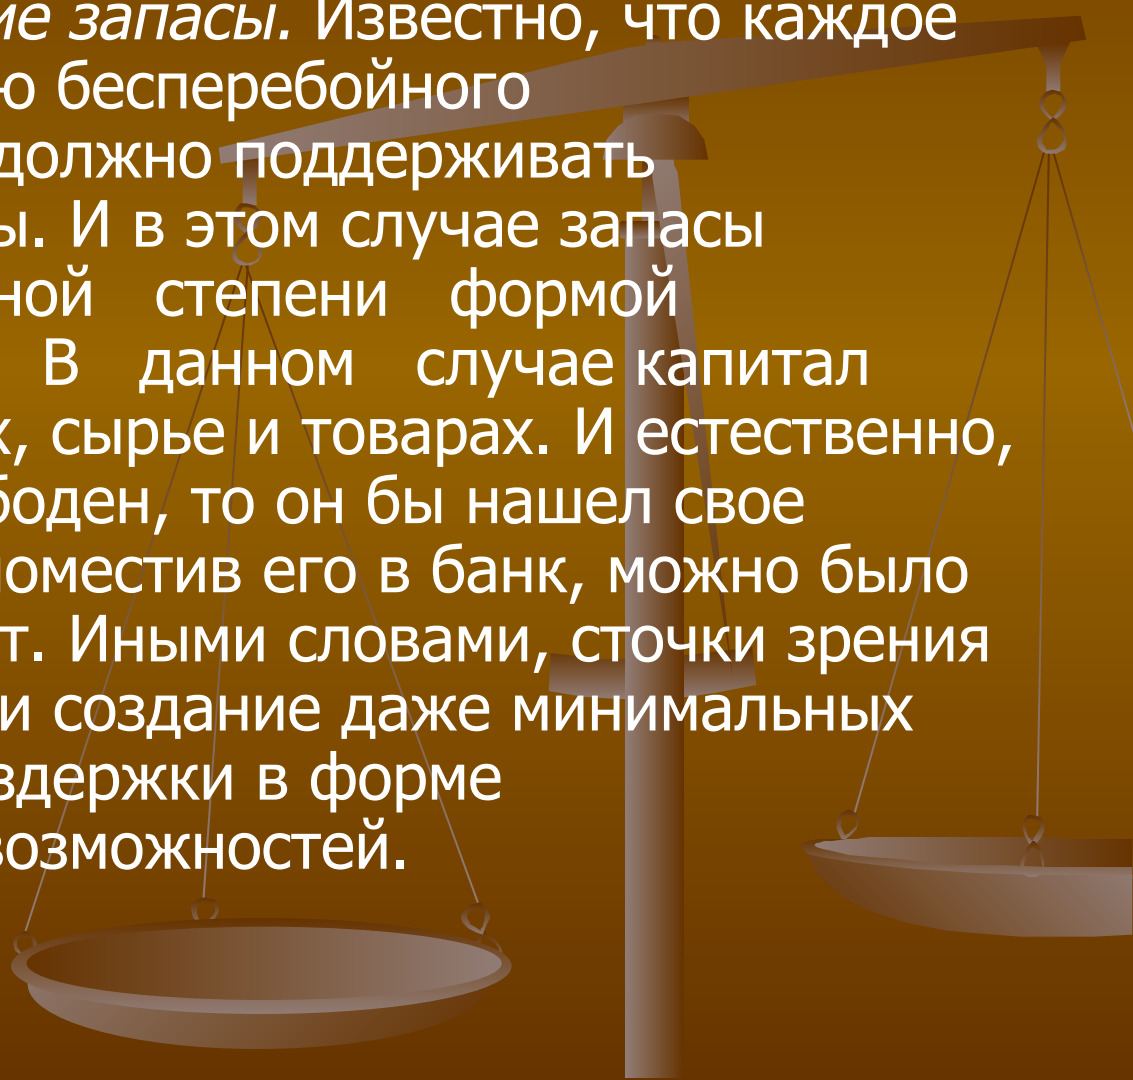 ие запасы. Известно, что каждое
ю бесперебойного
должно поддерживать
ы. И в этом случае запасы
ной степени формой
В данном случае капитал
х, сырье и товарах. И естественно,
боден, то он бы нашел свое
поместив его в банк, можно было
т. Иными словами, сточки зрения
и создание даже минимальных
здержки в форме
возможностей.